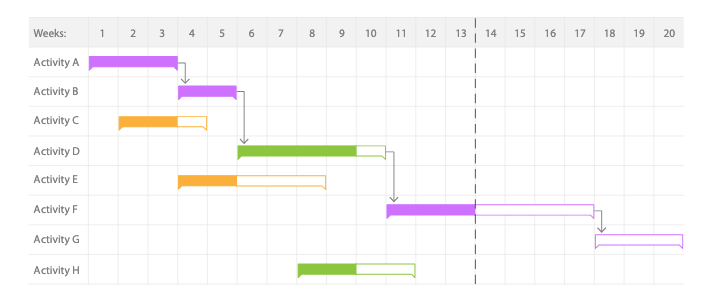 Weeks: 1 2 3 4 5 6 7 8 9 10 11 12 13 14 15 16 17 18 19 20
Activity A
Activity B
Activity C
Activity D
Activity E
Activity F
Activity G
Activity H